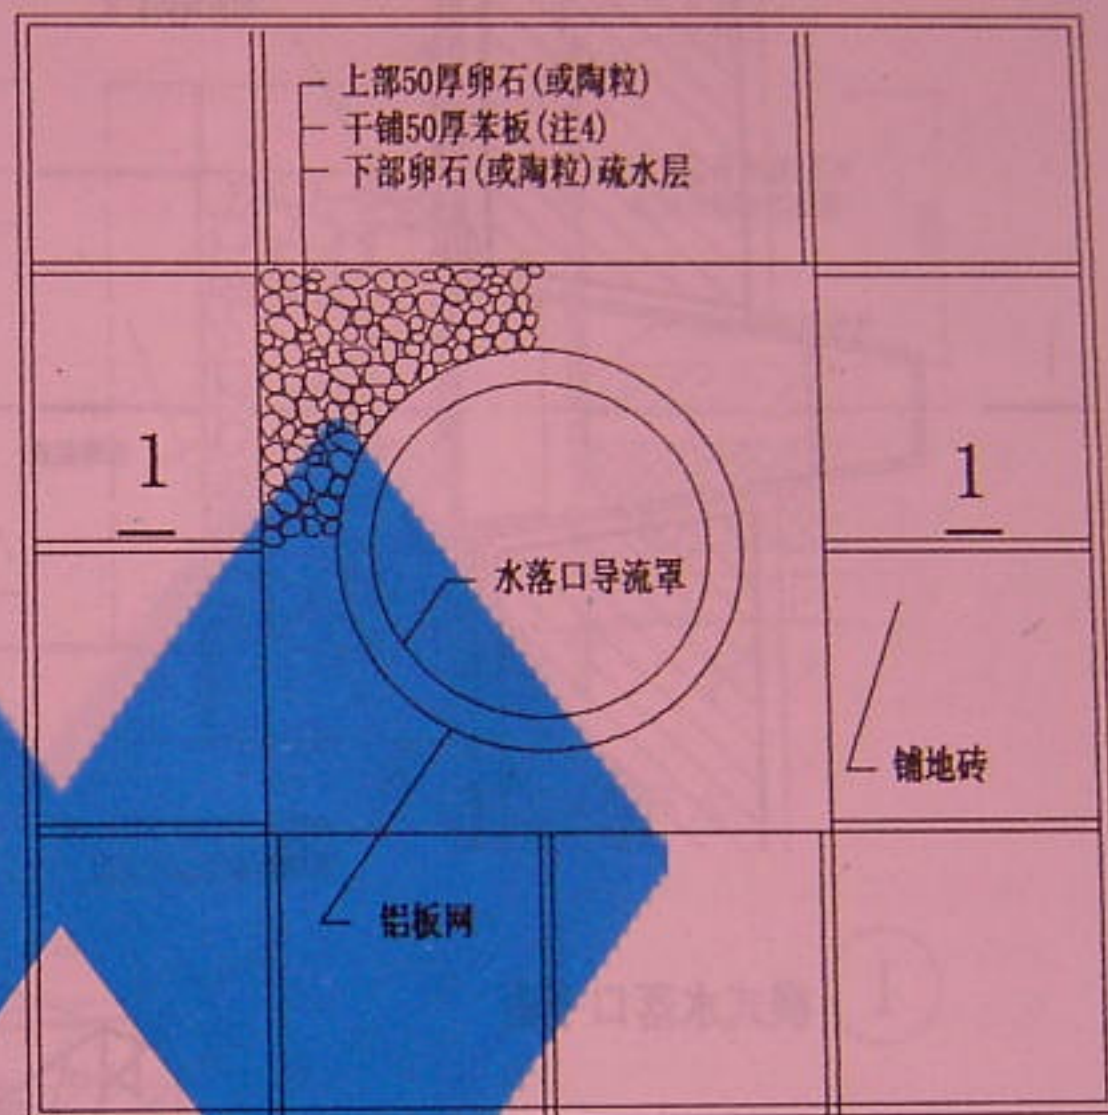 上部50厚卵石(或陶粒)
干铺50厚苯板(注4)
下部卵石(或陶粒)疏水层
1
1
水落口导流罩
铺地砖
铝板网